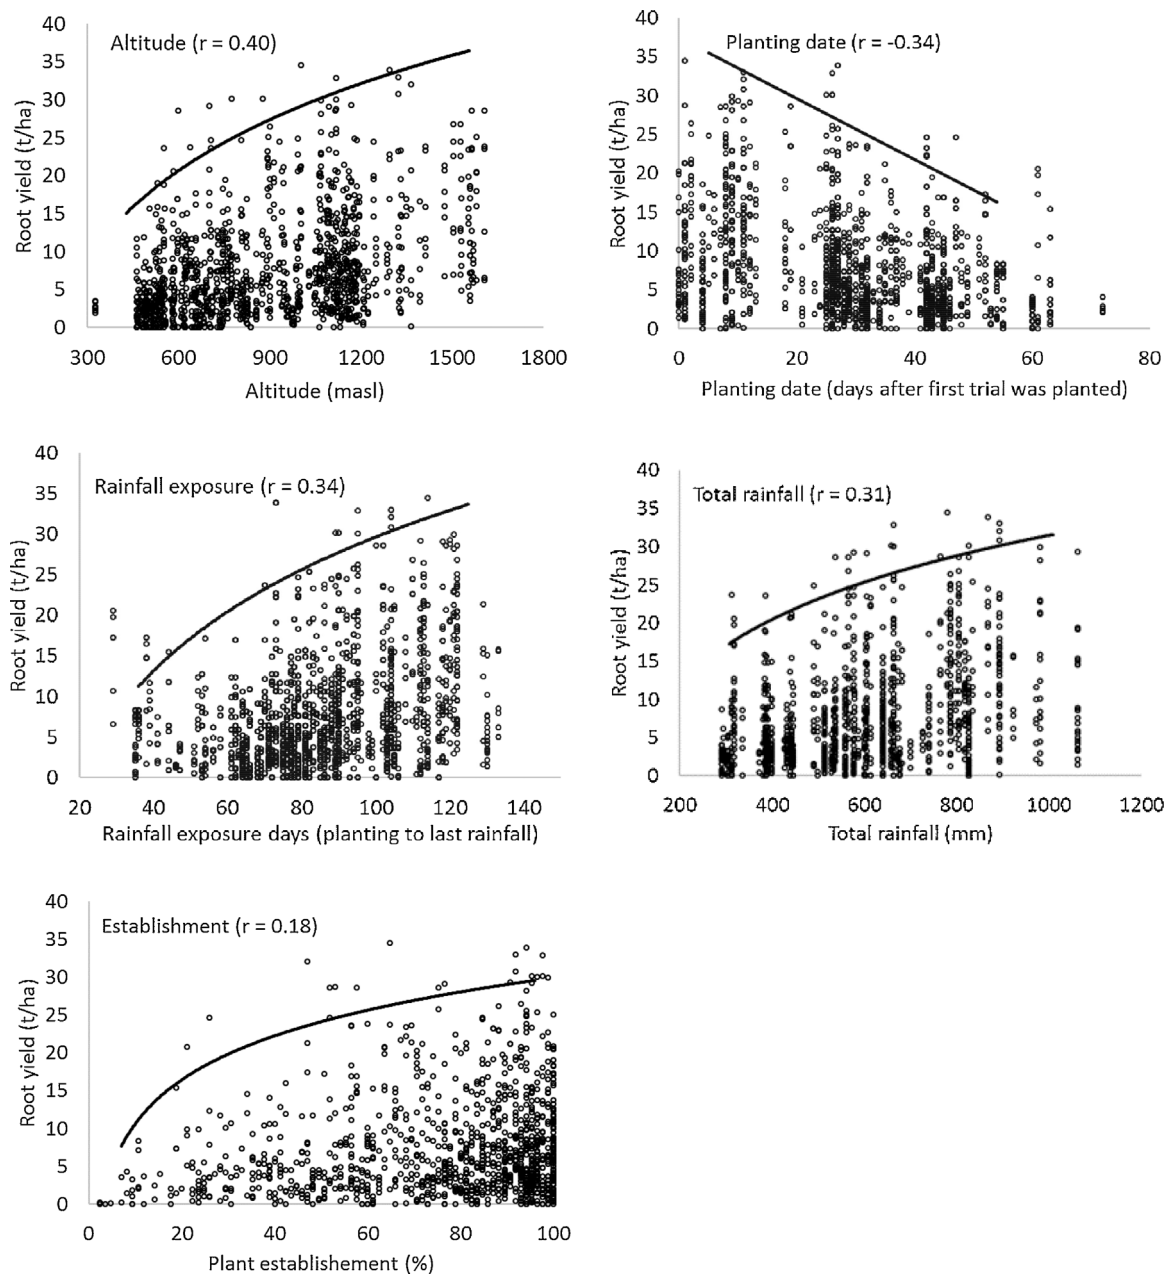 Altitude (r = 0.40)
Root yield (t/ha)
40
35
30
25
20
15
10
5
0
300 600 900 1200 1500 1800
Altitude (masl)
Planting date (r = -0.34)
Root yield (t/ha)
40
35
30
25
20
15
10
5
0
0 20 40 60 80
Planting date (days after first trial was planted)
Rainfall exposure (r = 0.34)
Root yield (t/ha)
40
35
30
25
20
15
10
5
0
20 40 60 80 100 120 140
Rainfall exposure days (planting to last rainfall)
Total rainfall (r = 0.31)
Root yield (t/ha)
40
35
30
25
20
15
10
5
0
200 400 600 800 1000 1200
Total rainfall (mm)
Establishment (r = 0.18)
Root yield (t/ha)
40
35
30
25
20
15
10
5
0
0 20 40 60 80 100
Plant establishement (%)